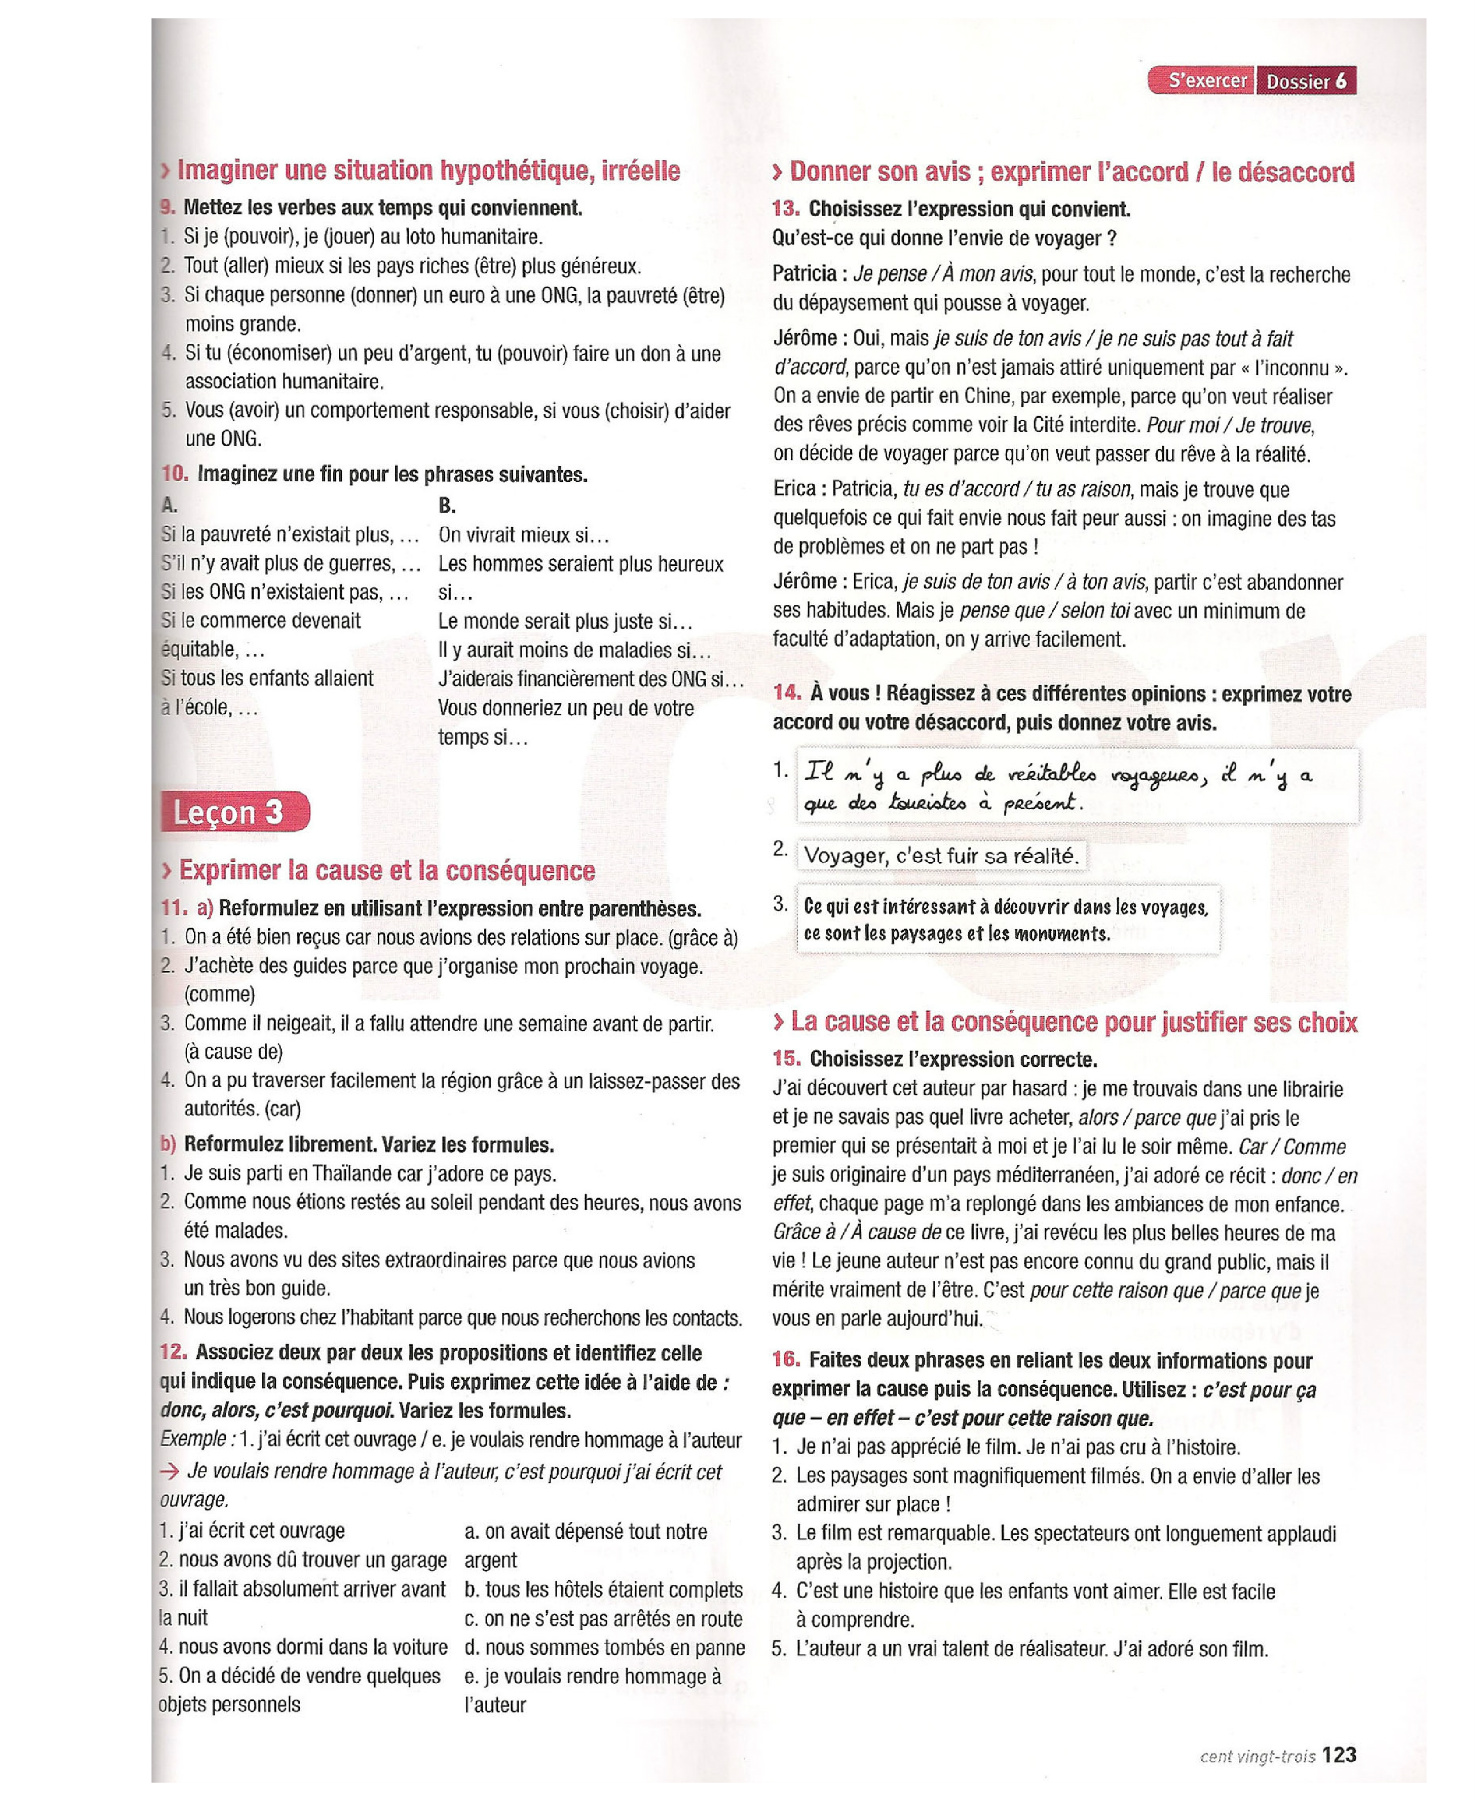 S'exercer Dossier 6
› Imaginer une situation hypothétique, irréelle
9. Mettez les verbes aux temps qui conviennent.
1. Si je (pouvoir), je (jouer) au loto humanitaire.
2. Tout (aller) mieux si les pays riches (être) plus généreux.
3. Si chaque personne (donner) un euro à une ONG, la pauvreté (être)
moins grande.
4. Si tu (économiser) un peu d'argent, tu (pouvoir) faire un don à une
association humanitaire.
5. Vous (avoir) un comportement responsable, si vous (choisir) d'aider
une ONG.
10. Imaginez une fin pour les phrases suivantes.
A.
Si la pauvreté n'existait plus, …
S'il n'y avait plus de guerres, …
Si les ONG n'existaient pas, …
Si le commerce devenait
équitable, …
Si tous les enfants allaient
à l'école, …
B.
On vivrait mieux si…
Les hommes seraient plus heureux
si…
Le monde serait plus juste si…
Il y aurait moins de maladies si…
J'aiderais financièrement des ONG si…
Vous donneriez un peu de votre
temps si…
Leçon 3
› Exprimer la cause et la conséquence
11. a) Reformulez en utilisant l'expression entre parenthèses.
1. On a été bien reçus car nous avions des relations sur place. (grâce à)
2. J'achète des guides parce que j'organise mon prochain voyage.
(comme)
3. Comme il neigeait, il a fallu attendre une semaine avant de partir.
(à cause de)
4. On a pu traverser facilement la région grâce à un laissez-passer des
autorités. (car)
b) Reformulez librement. Variez les formules.
1. Je suis parti en Thaïlande car j'adore ce pays.
2. Comme nous étions restés au soleil pendant des heures, nous avons
été malades.
3. Nous avons vu des sites extraordinaires parce que nous avions
un très bon guide.
4. Nous logerons chez l'habitant parce que nous recherchons les contacts.
12. Associez deux par deux les propositions et identifiez celle
qui indique la conséquence. Puis exprimez cette idée à l'aide de :
donc, alors, c'est pourquoi. Variez les formules.
Exemple : 1. j'ai écrit cet ouvrage / e. je voulais rendre hommage à l'auteur
→ Je voulais rendre hommage à l'auteur, c'est pourquoi j'ai écrit cet
ouvrage.
1. j'ai écrit cet ouvrage
2. nous avons dû trouver un garage
3. il fallait absolument arriver avant
la nuit
4. nous avons dormi dans la voiture
5. On a décidé de vendre quelques
objets personnels
a. on avait dépensé tout notre
argent
b. tous les hôtels étaient complets
c. on ne s'est pas arrêtés en route
d. nous sommes tombés en panne
e. je voulais rendre hommage à
l'auteur
› Donner son avis ; exprimer l'accord / le désaccord
13. Choisissez l'expression qui convient.
Qu'est-ce qui donne l'envie de voyager ?
Patricia : Je pense / À mon avis, pour tout le monde, c'est la recherche
du dépaysement qui pousse à voyager.
Jérôme : Oui, mais je suis de ton avis / je ne suis pas tout à fait
d'accord, parce qu'on n'est jamais attiré uniquement par « l'inconnu ».
On a envie de partir en Chine, par exemple, parce qu'on veut réaliser
des rêves précis comme voir la Cité interdite. Pour moi / Je trouve,
on décide de voyager parce qu'on veut passer du rêve à la réalité.
Erica : Patricia, tu es d'accord / tu as raison, mais je trouve que
quelquefois ce qui fait envie nous fait peur aussi : on imagine des tas
de problèmes et on ne part pas !
Jérôme : Erica, je suis de ton avis / à ton avis, partir c'est abandonner
ses habitudes. Mais je pense que / selon toi avec un minimum de
faculté d'adaptation, on y arrive facilement.
14. À vous ! Réagissez à ces différentes opinions : exprimez votre
accord ou votre désaccord, puis donnez votre avis.
1. Il n'y a plus de véritables voyageurs, il n'y a
que des touristes à présent.
2. Voyager, c'est fuir sa réalité.
3. Ce qui est intéressant à découvrir dans les voyages,
ce sont les paysages et les monuments.
› La cause et la conséquence pour justifier ses choix
15. Choisissez l'expression correcte.
J'ai découvert cet auteur par hasard : je me trouvais dans une librairie
et je ne savais pas quel livre acheter, alors / parce que j'ai pris le
premier qui se présentait à moi et je l'ai lu le soir même. Car / Comme
je suis originaire d'un pays méditerranéen, j'ai adoré ce récit : donc / en
effet, chaque page m'a replongé dans les ambiances de mon enfance.
Grâce à / À cause de ce livre, j'ai revécu les plus belles heures de ma
vie ! Le jeune auteur n'est pas encore connu du grand public, mais il
mérite vraiment de l'être. C'est pour cette raison que / parce que je
vous en parle aujourd'hui.
16. Faites deux phrases en reliant les deux informations pour
exprimer la cause puis la conséquence. Utilisez : c'est pour ça
que – en effet – c'est pour cette raison que.
1. Je n'ai pas apprécié le film. Je n'ai pas cru à l'histoire.
2. Les paysages sont magnifiquement filmés. On a envie d'aller les
admirer sur place !
3. Le film est remarquable. Les spectateurs ont longuement applaudi
après la projection.
4. C'est une histoire que les enfants vont aimer. Elle est facile
à comprendre.
5. L'auteur a un vrai talent de réalisateur. J'ai adoré son film.
cent vingt-trois 123